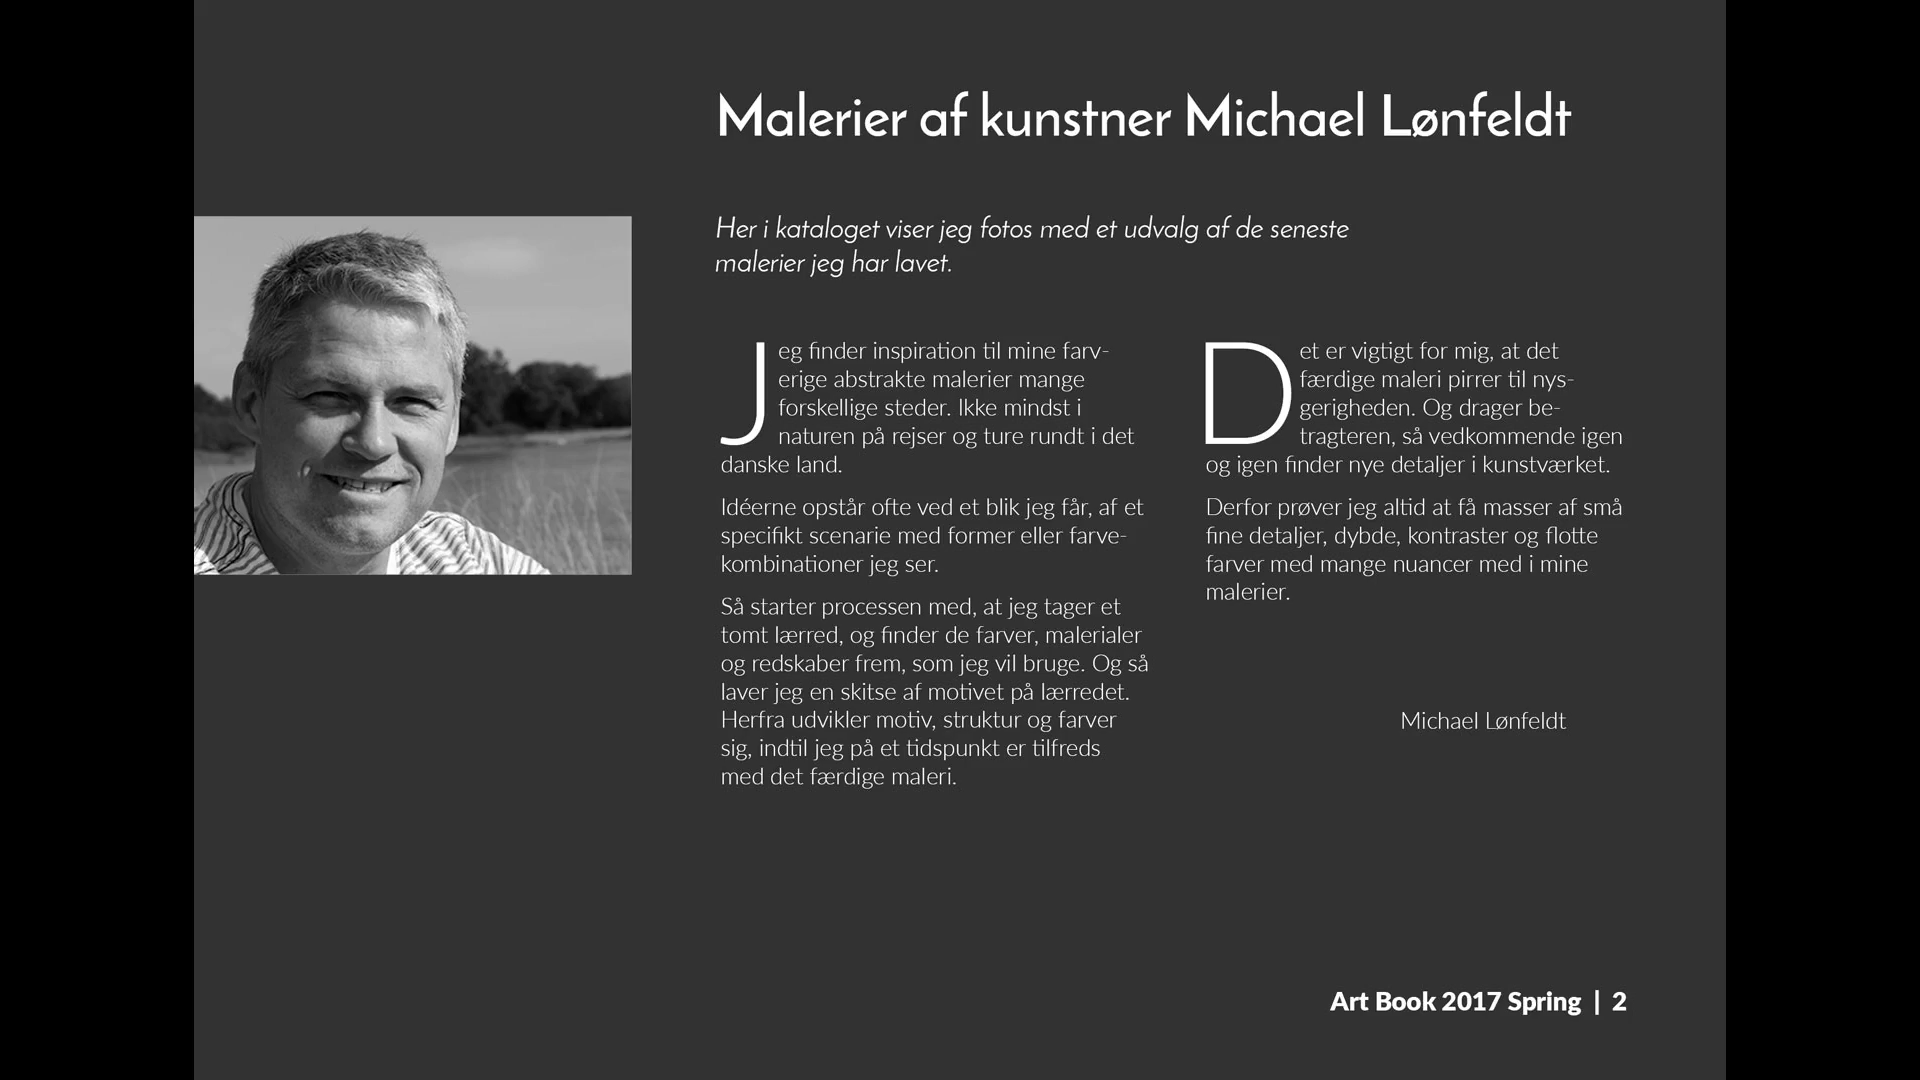 Malerier af kunstner Michael Lønfeldt
Her i kataloget viser jeg fotos med et udvalg af de seneste
malerier jeg har lavet.
Jeg finder inspiration til mine farv-
erige abstrakte malerier mange
forskellige steder. Ikke mindst i
naturen på rejser og ture rundt i det
danske land.
Idéerne opstår ofte ved et blik jeg får, af et
specifikt scenarie med former eller farve-
kombinationer jeg ser.
Så starter processen med, at jeg tager et
tomt lærred, og finder de farver, malerialer
og redskaber frem, som jeg vil bruge. Og så
laver jeg en skitse af motivet på lærredet.
Herfra udvikler motiv, struktur og farver
sig, indtil jeg på et tidspunkt er tilfreds
med det færdige maleri.
Det er vigtigt for mig, at det
færdige maleri pirrer til nys-
gerigheden. Og drager be-
tragteren, så vedkommende igen
og igen finder nye detaljer i kunstværket.
Derfor prøver jeg altid at få masser af små
fine detaljer, dybde, kontraster og flotte
farver med mange nuancer med i mine
malerier.
Michael Lønfeldt
Art Book 2017 Spring | 2